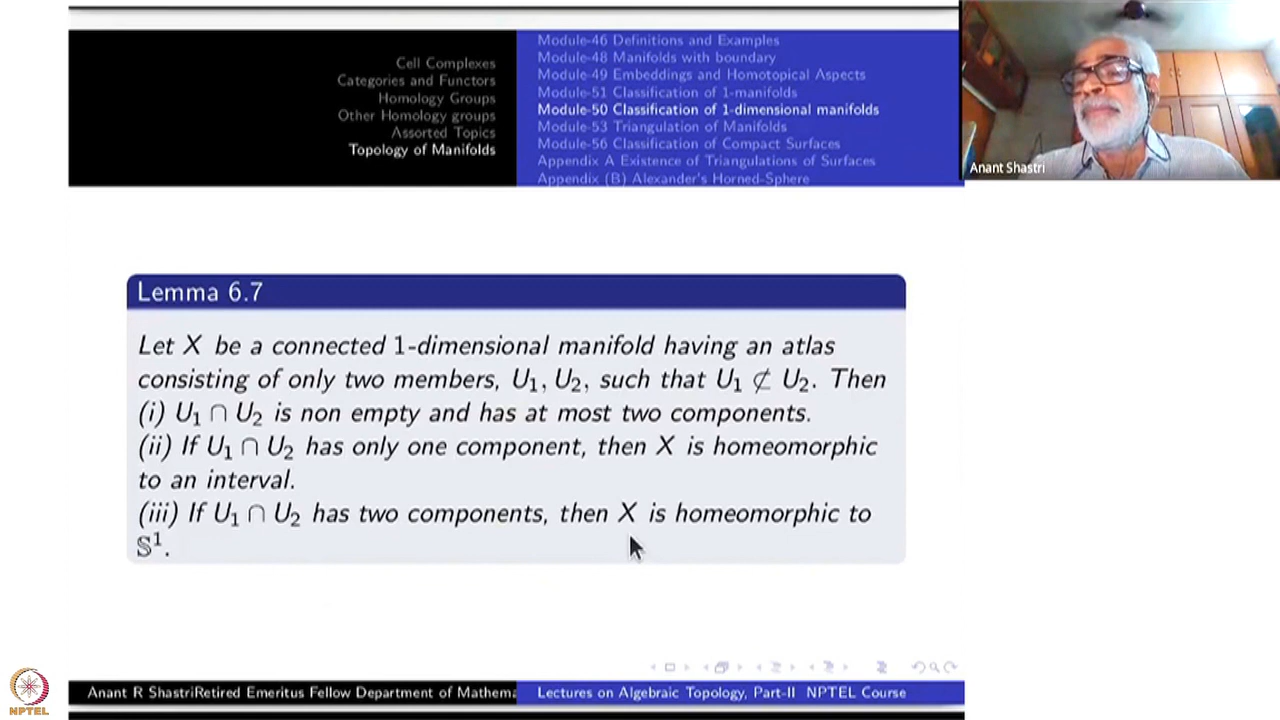 Cell Complexes
Categories and Functors
Homology Groups
Other Homology groups
Assorted Topics
Topology of Manifolds
Module-46 Definitions and Examples
Module-48 Manifolds with boundary
Module-49 Embeddings and Homotopical Aspects
Module-51 Classification of 1-manifolds
Module-50 Classification of 1-dimensional manifolds
Module-53 Triangulation of Manifolds
Module-56 Classification of Compact Surfaces
Appendix A Existence of Triangulations of Surfaces
Appendix (B) Alexander's Horned-Sphere
Anant Shastri
Lemma 6.7
Let X be a connected 1-dimensional manifold having an atlas
consisting of only two members, U₁, U₂, such that U₁ ⊄ U₂. Then
(i) U₁ ∩ U₂ is non empty and has at most two components.
(ii) If U₁ ∩ U₂ has only one component, then X is homeomorphic
to an interval.
(iii) If U₁ ∩ U₂ has two components, then X is homeomorphic to
𝕊¹.
Anant R ShastriRetired Emeritus Fellow Department of Mathema
Lectures on Algebraic Topology, Part-II NPTEL Course
NPTEL